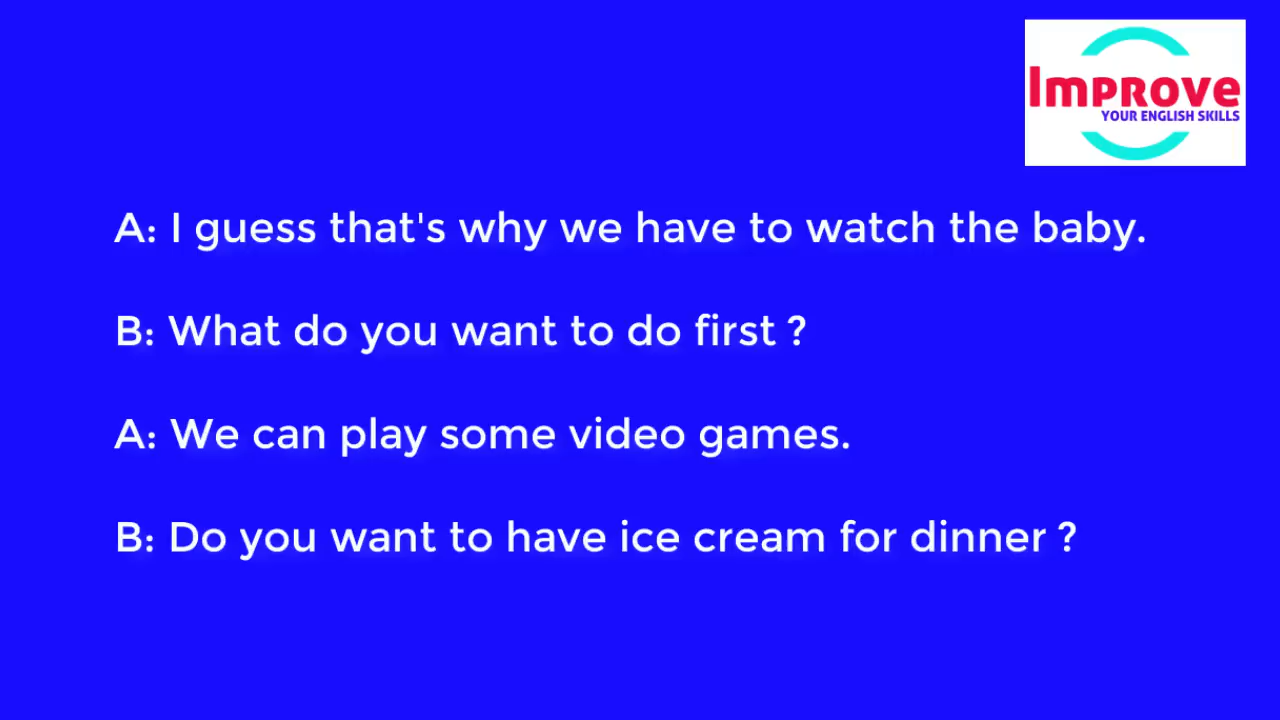 Improve
YOUR ENGLISH SKILLS
A: I guess that's why we have to watch the baby.
B: What do you want to do first ?
A: We can play some video games.
B: Do you want to have ice cream for dinner ?